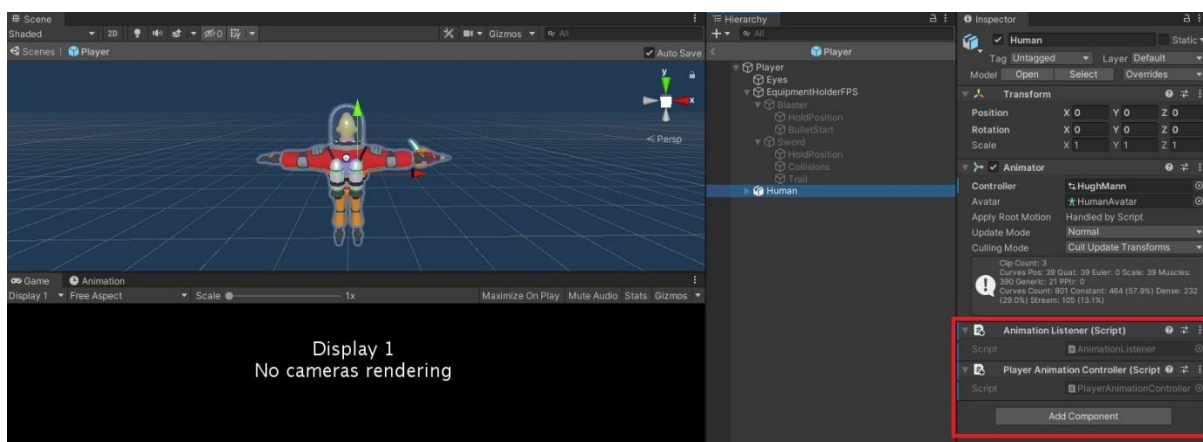 Scene
Shaded
2D
0
Gizmos
All
Scenes
Player
Auto Save
y
x
Persp
Game
Animation
Display 1
Free Aspect
Scale
1x
Maximize On Play
Mute Audio
Stats
Gizmos
Display 1
No cameras rendering
Hierarchy
All
Player
Player
Eyes
EquipmentHolderFPS
Blaster
HoldPosition
BulletStart
Sword
HoldPosition
Collisions
Trail
Human
Inspector
Human
Static
Tag Untagged Layer Default
Model Open Select Overrides
Transform
Position X 0 Y 0 Z 0
Rotation X 0 Y 0 Z 0
Scale X 1 Y 1 Z 1
Animator
Controller HughMann
Avatar HumanAvatar
Apply Root Motion Handled by Script
Update Mode Normal
Culling Mode Cull Update Transforms
Clip Count: 3
Curves Pos: 39 Quat: 39 Euler: 0 Scale: 39 Muscles:
390 Generic: 21 PPtr: 0
Curves Count: 801 Constant: 464 (57.9%) Dense: 232
(29.0%) Stream: 105 (13.1%)
Animation Listener (Script)
Script AnimationListener
Player Animation Controller (Script
Script PlayerAnimationController
Add Component